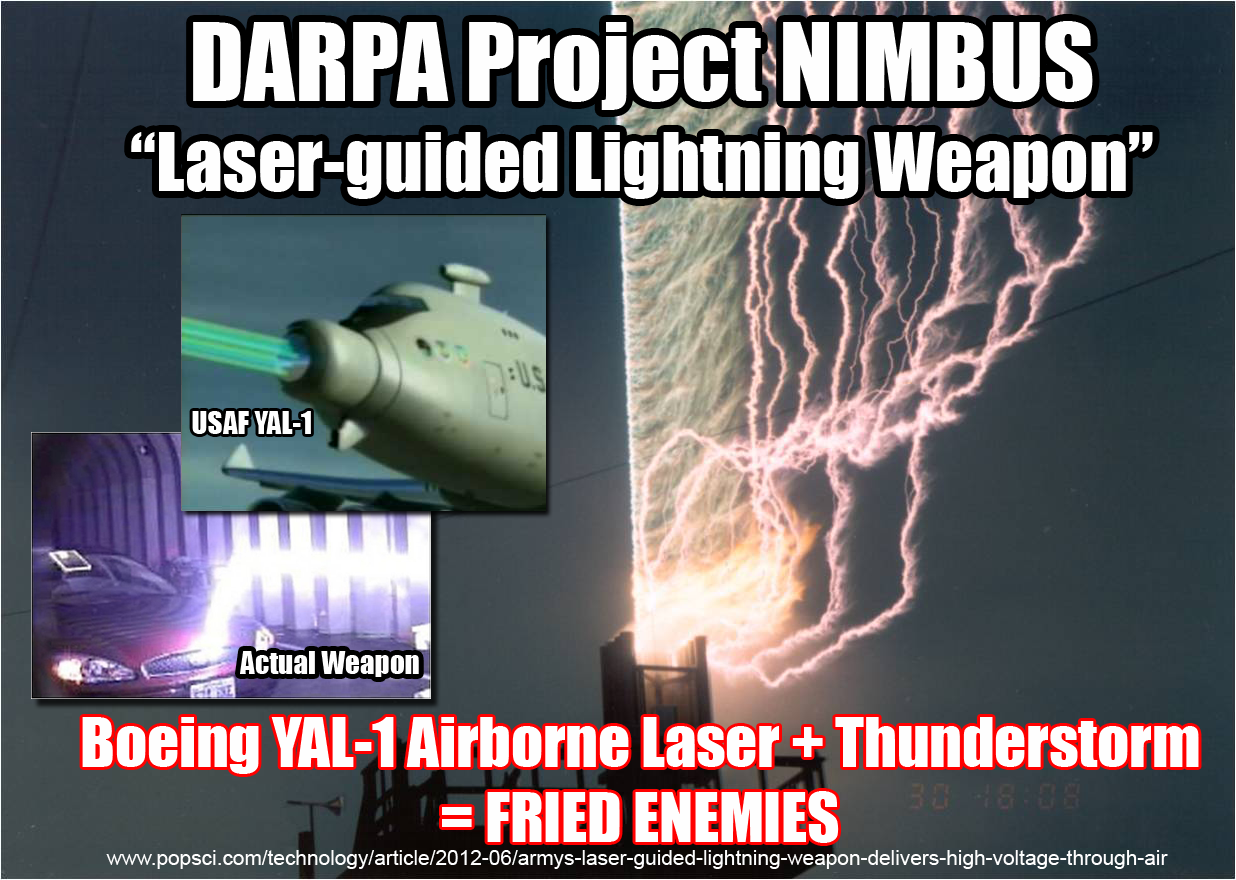 DARPA Project NIMBUS
“Laser-guided Lightning Weapon”
: U.S
USAF YAL-1
Actual Weapon
Boeing YAL-1 Airborne Laser + Thunderstorm
= FRIED ENEMIES
30 18:08
www.popsci.com/technology/article/2012-06/armys-laser-guided-lightning-weapon-delivers-high-voltage-through-air